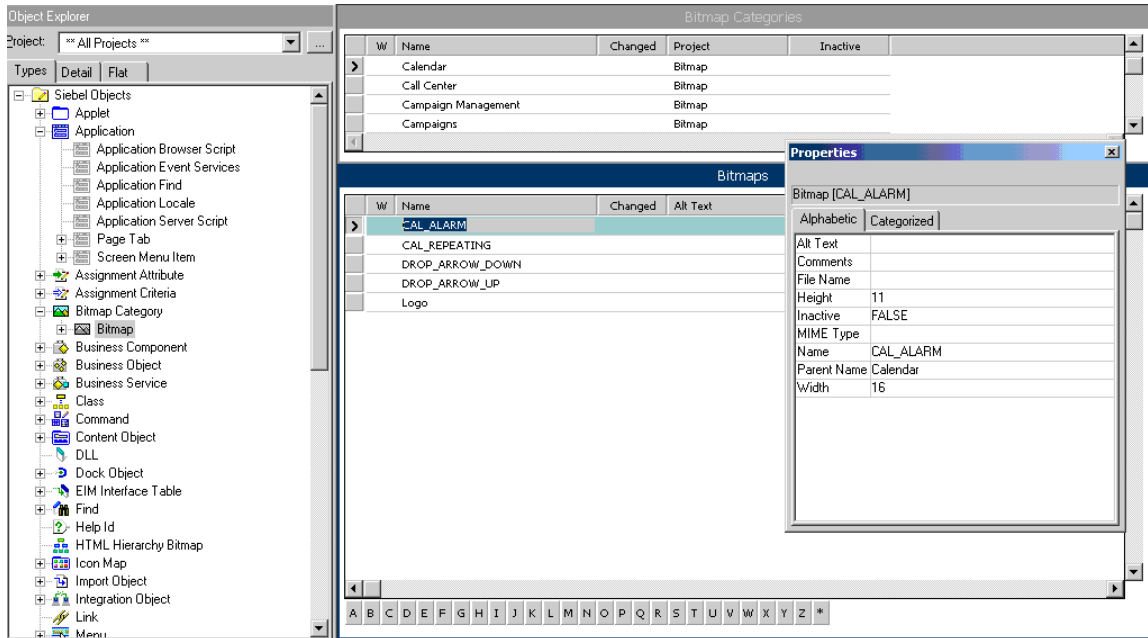 Object Explorer
Project: ** All Projects ** ...
Types Detail Flat
Siebel Objects
Applet
Application
Application Browser Script
Application Event Services
Application Find
Application Locale
Application Server Script
Page Tab
Screen Menu Item
Assignment Attribute
Assignment Criteria
Bitmap Category
Bitmap
Business Component
Business Object
Business Service
Class
Command
Content Object
DLL
Dock Object
EIM Interface Table
Find
Help Id
HTML Hierarchy Bitmap
Icon Map
Import Object
Integration Object
Link
Menu
Bitmap Categories
W Name Changed Project Inactive
Calendar Bitmap
Call Center Bitmap
Campaign Management Bitmap
Campaigns Bitmap
Bitmaps
W Name Changed Alt Text
CAL_ALARM
CAL_REPEATING
DROP_ARROW_DOWN
DROP_ARROW_UP
Logo
Properties
Bitmap [CAL_ALARM]
Alphabetic Categorized
Alt Text
Comments
File Name
Height 11
Inactive FALSE
MIME Type
Name CAL_ALARM
Parent Name Calendar
Width 16
A B C D E F G H I J K L M N O P Q R S T U V W X Y Z *